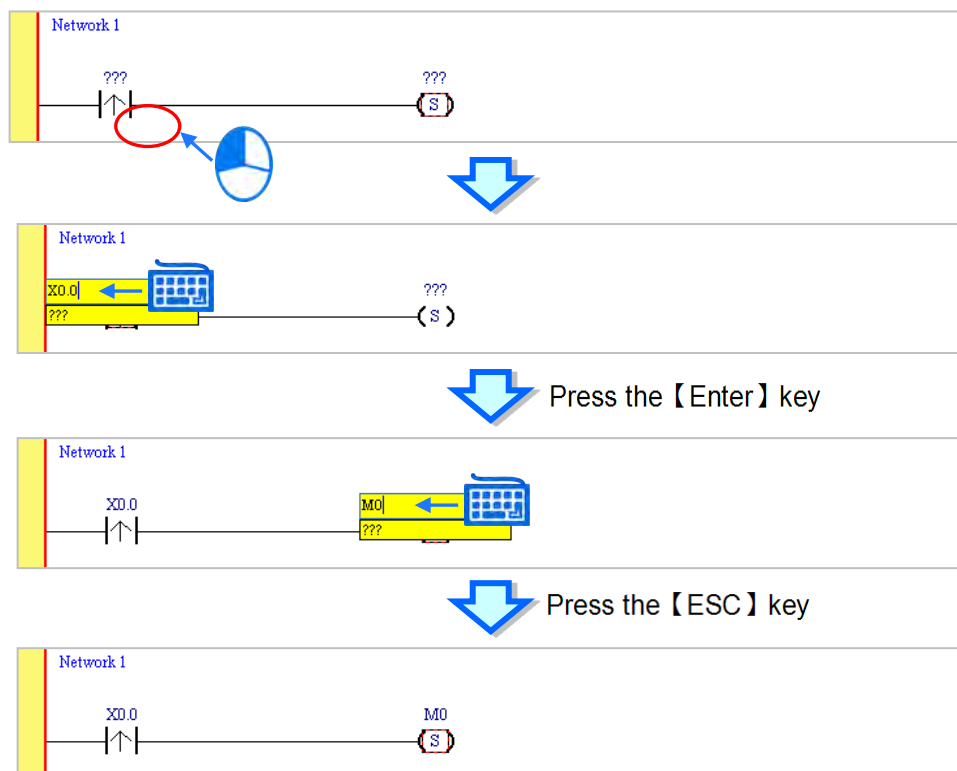 Network 1
??? ???
S
Network 1
X0.0 ???
??? S
Press the【Enter】key
Network 1
X0.0 M0
???
Press the【ESC】key
Network 1
X0.0 M0
S